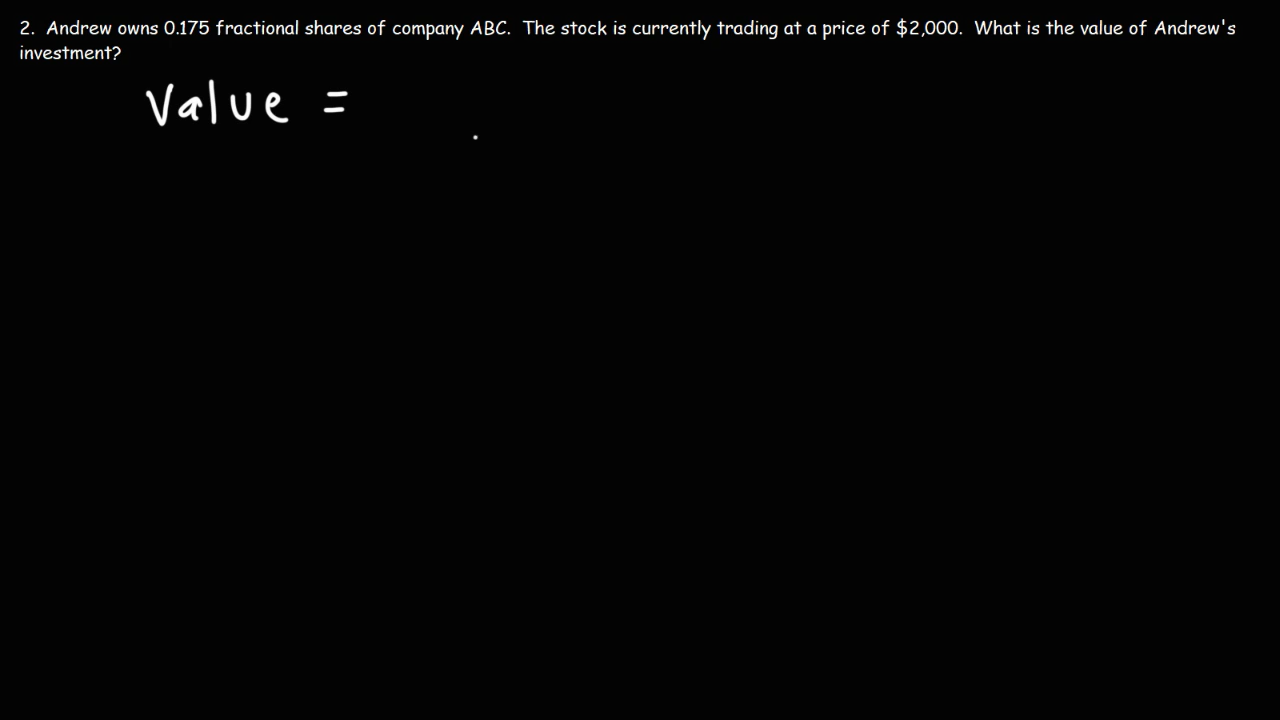 2.  Andrew owns 0.175 fractional shares of company ABC.  The stock is currently trading at a price of $2,000.  What is the value of Andrew's
investment?
Value =